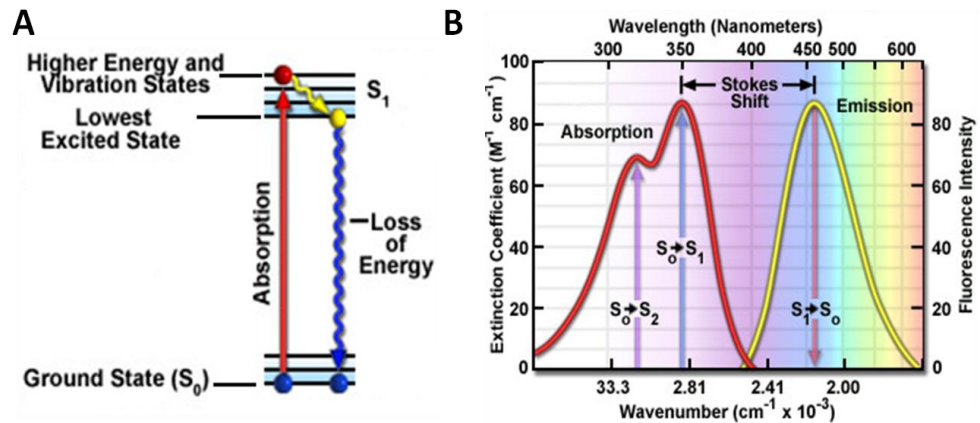 A
Higher Energy and
Vibration States
S1
Lowest
Excited State
Absorption
Loss
of
Energy
Ground State (S0)
B
Wavelength (Nanometers)
300 350 400 450 500 600
100
80
60
40
20
0
Extinction Coefficient (M-1 cm-1)
Stokes
Shift
Absorption
Emission
So→S1
So→S2
S1→So
80
60
40
20
0
Fluorescence Intensity
33.3 2.81 2.41 2.00
Wavenumber (cm-1 x 10-3)